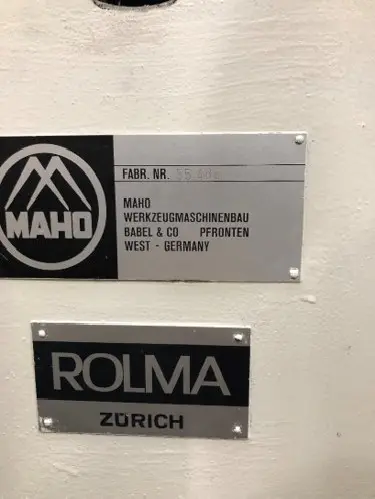 MAHO
FABR. NR.
MAHO
WERKZEUGMASCHINENBAU
BABEL & CO PFRONTEN
WEST - GERMANY
ROLMA
ZÜRICH